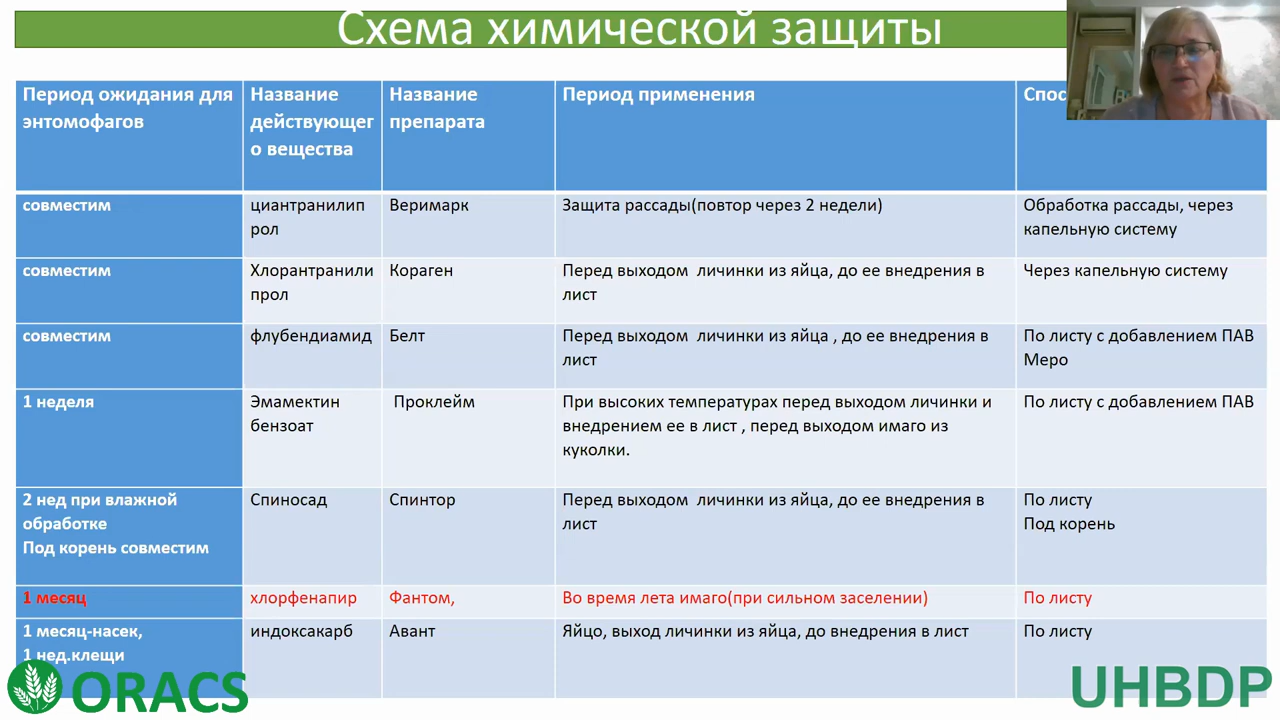 Схема химической защиты
Период ожидания для
энтомофагов
Название
действующег
о вещества
Название
препарата
Период применения
Спос
совместим
циантранилип
рол
Веримарк
Защита рассады(повтор через 2 недели)
Обработка рассады, через
капельную систему
совместим
Хлорантранили
прол
Кораген
Перед выходом личинки из яйца, до ее внедрения в
лист
Через капельную систему
совместим
флубендиамид
Белт
Перед выходом личинки из яйца , до ее внедрения в
лист
По листу с добавлением ПАВ
Меро
1 неделя
Эмамектин
бензоат
Проклейм
При высоких температурах перед выходом личинки и
внедрением ее в лист , перед выходом имаго из
куколки.
По листу с добавлением ПАВ
2 нед при влажной
обработке
Под корень совместим
Спиносад
Спинтор
Перед выходом личинки из яйца, до ее внедрения в
лист
По листу
Под корень
1 месяц
хлорфенапир
Фантом,
Во время лета имаго(при сильном заселении)
По листу
1 месяц-насек,
1 нед.клещи
индоксакарб
Авант
Яйцо, выход личинки из яйца, до внедрения в лист
По листу
ORACS
UHBDP